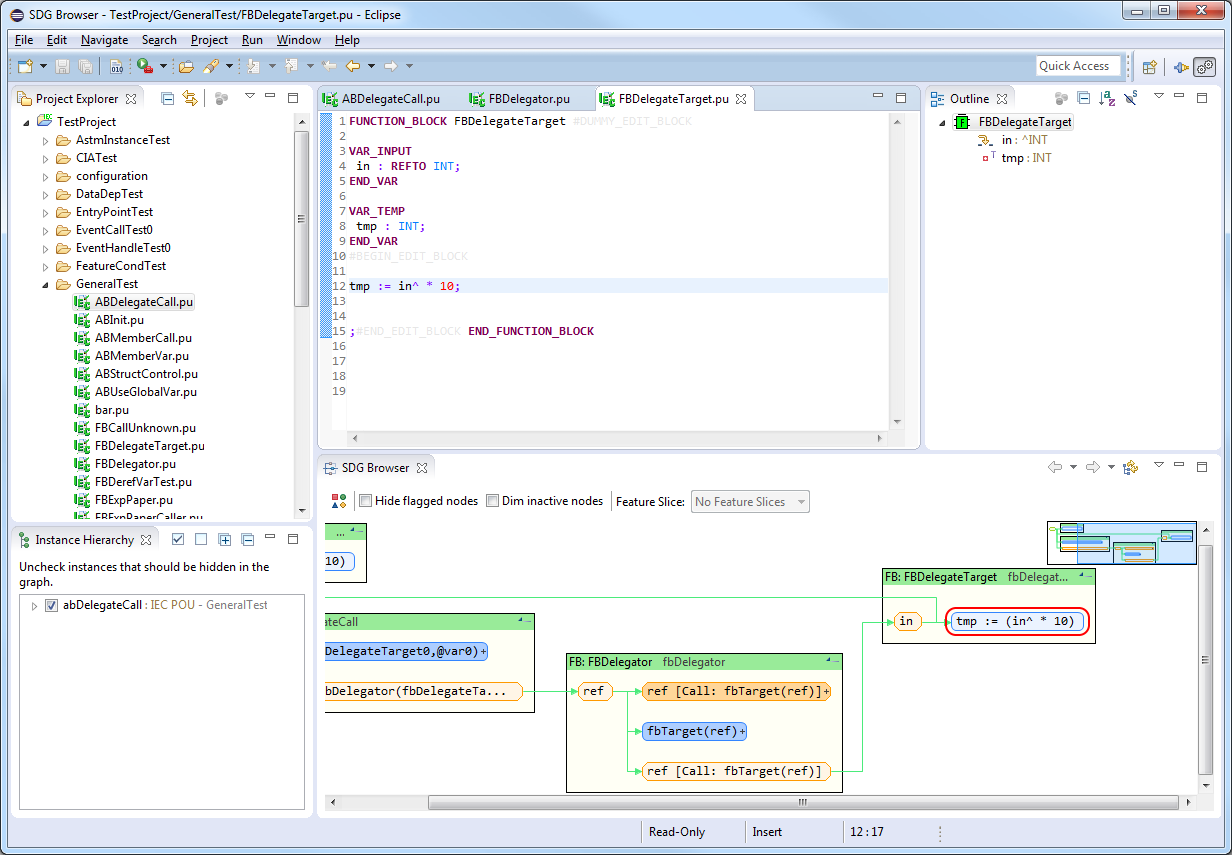 SDG Browser - TestProject/GeneralTest/FBDelegateTarget.pu - Eclipse
File Edit Navigate Search Project Run Window Help
010
Quick Access
Project Explorer
TestProject
AstmInstanceTest
CIATest
configuration
DataDepTest
EntryPointTest
EventCallTest0
EventHandleTest0
FeatureCondTest
GeneralTest
ABDelegateCall.pu
ABInit.pu
ABMemberCall.pu
ABMemberVar.pu
ABStructControl.pu
ABUseGlobalVar.pu
bar.pu
FBCallUnknown.pu
FBDelegateTarget.pu
FBDelegator.pu
FBDerefVarTest.pu
FBExpPaper.pu
FBExpPaperCaller.pu
ABDelegateCall.pu FBDelegator.pu FBDelegateTarget.pu
1 FUNCTION_BLOCK FBDelegateTarget #DUMMY_EDIT_BLOCK
2
3 VAR_INPUT
4 in : REFTO INT;
5 END_VAR
6
7 VAR_TEMP
8 tmp : INT;
9 END_VAR
10 #BEGIN_EDIT_BLOCK
11
12 tmp := in^ * 10;
13
14
15 ;#END_EDIT_BLOCK END_FUNCTION_BLOCK
16
17
18
19
Outline
FBDelegateTarget
in : ^INT
tmp : INT
Instance Hierarchy
Uncheck instances that should be hidden in the
graph.
abDelegateCall : IEC POU - GeneralTest
SDG Browser
Hide flagged nodes Dim inactive nodes Feature Slice: No Feature Slices
...
10)
ateCall
DelegateTarget0,@var0)+
bDelegator(fbDelegateTa...
FB: FBDelegator fbDelegator
ref
ref [Call: fbTarget(ref)]+
fbTarget(ref)+
ref [Call: fbTarget(ref)]
FB: FBDelegateTarget fbDelegat...
in
tmp := (in^ * 10)
Read-Only Insert 12:17